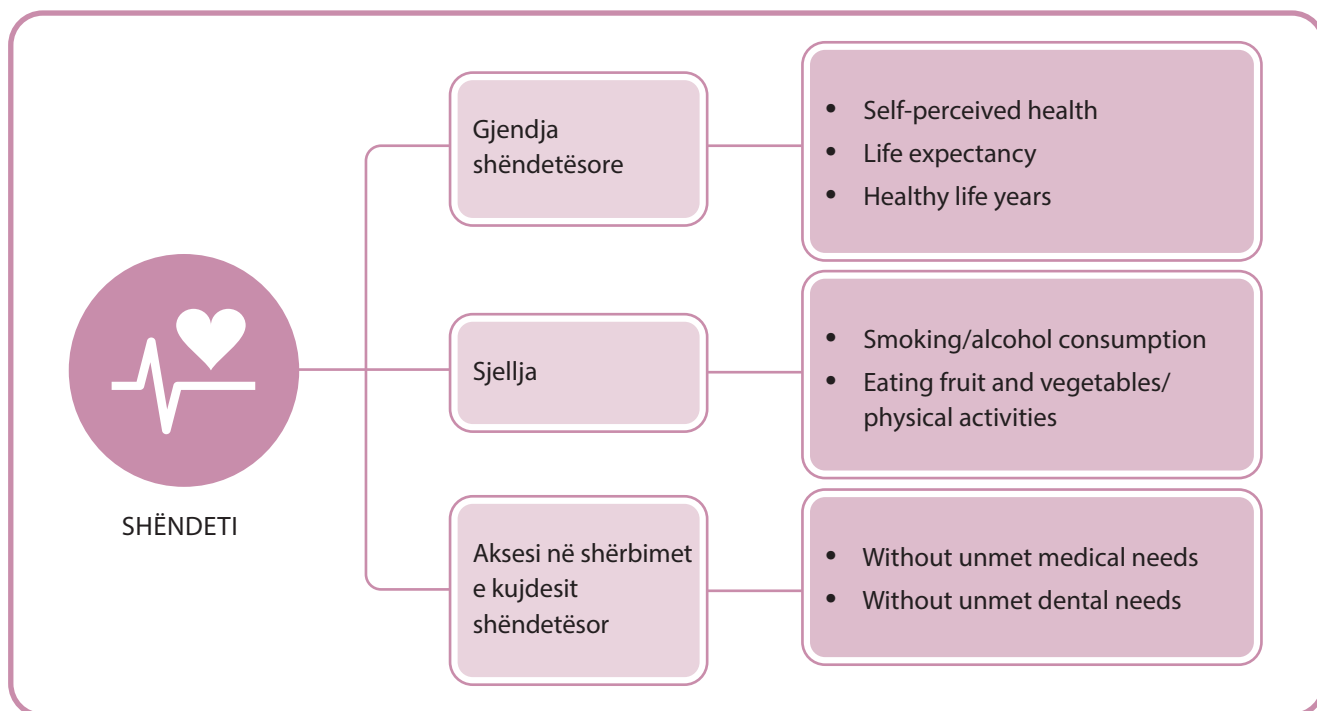 SHËNDETI
Gjendja
shëndetësore
• Self-perceived health
• Life expectancy
• Healthy life years
Sjellja
• Smoking/alcohol consumption
• Eating fruit and vegetables/
physical activities
Aksesi në shërbimet
e kujdesit
shëndetësor
• Without unmet medical needs
• Without unmet dental needs